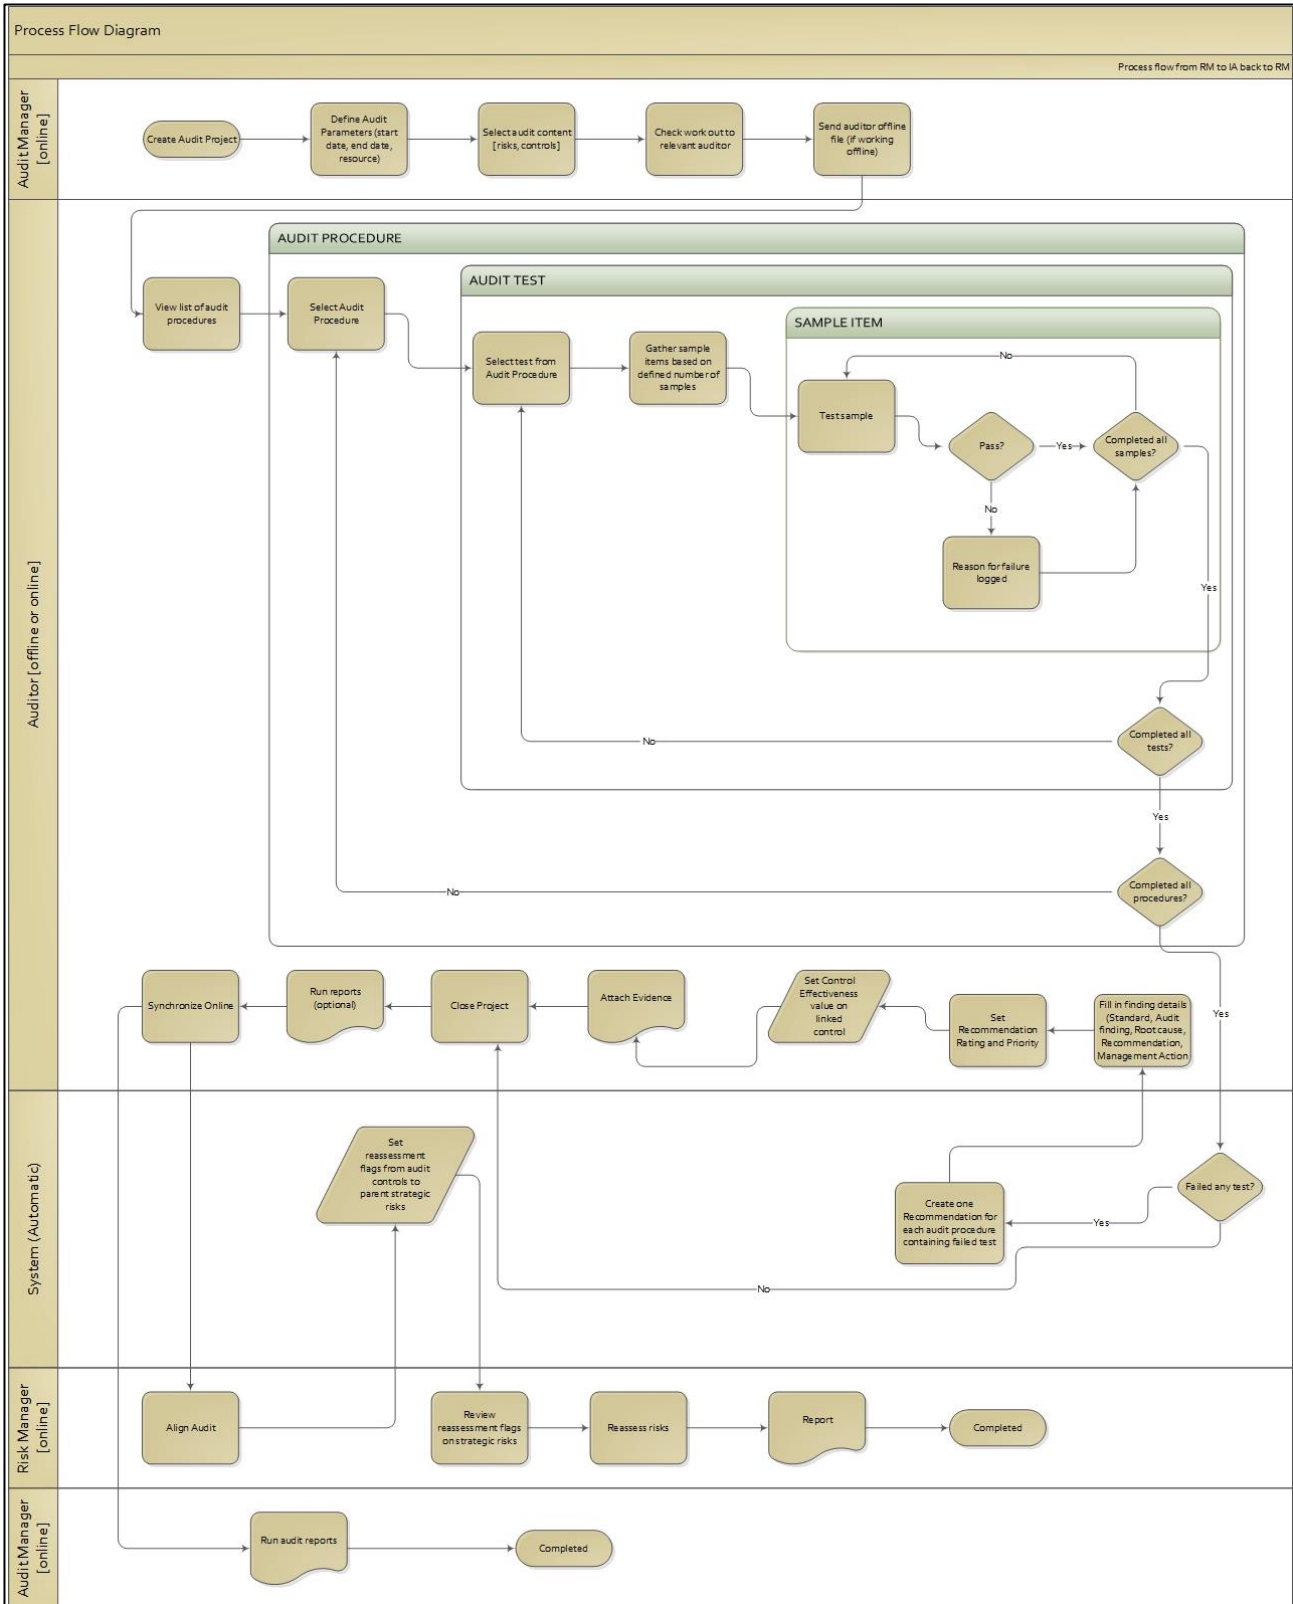 Process Flow Diagram
Process flow from RM to IA back to RM
Audit Manager
[online]
Create Audit Project
Define Audit
Parameters (start
date, end date,
resource)
Select audit content
[risks, controls]
Check work out to
relevant auditor
Send auditor offline
file (if working
offline)
Auditor [offline or online]
AUDIT PROCEDURE
AUDIT TEST
SAMPLE ITEM
View list of audit
procedures
Select Audit
Procedure
Select test from
Audit Procedure
Gather sample
items based on
defined number of
samples
No
Test sample
Pass?
Yes
Completed all
samples?
No
Reason for failure
logged
Yes
Completed all
tests?
No
Yes
Completed all
procedures?
No
Yes
Synchronize Online
Run reports
(optional)
Close Project
Attach Evidence
Set Control
Effectiveness
value on
linked
control
Set
Recommendation
Rating and Priority
Fill in finding details
(Standard, Audit
finding, Root cause,
Recommendation,
Management Action
System (Automatic)
Set
reassessment
flags from audit
controls to
parent strategic
risks
Create one
Recommendation for
each audit procedure
containing failed test
Yes
Failed any test?
No
Risk Manager
[online]
Align Audit
Review
reassessment flags
on strategic risks
Reassess risks
Report
Completed
Audit Manager
[online]
Run audit reports
Completed